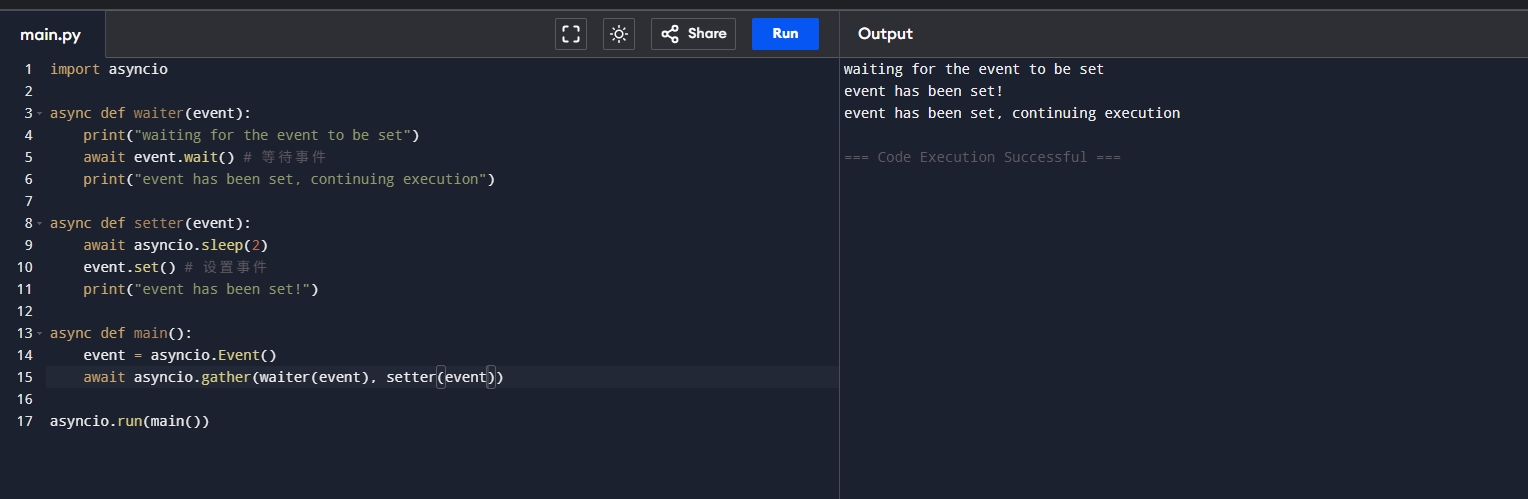 main.py
Share
Run
Output
1 import asyncio
2
3 async def waiter(event):
4     print("waiting for the event to be set")
5     await event.wait() # 等待事件
6     print("event has been set, continuing execution")
7
8 async def setter(event):
9     await asyncio.sleep(2)
10     event.set() # 设置事件
11     print("event has been set!")
12
13 async def main():
14     event = asyncio.Event()
15     await asyncio.gather(waiter(event), setter(event))
16
17 asyncio.run(main())
waiting for the event to be set
event has been set!
event has been set, continuing execution
=== Code Execution Successful ===